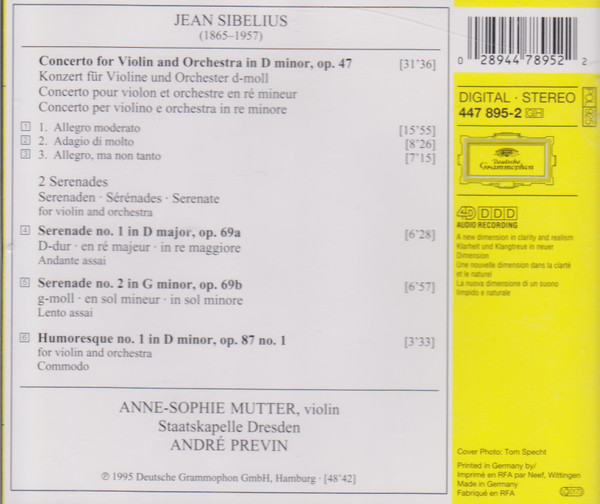 JEAN SIBELIUS
(1865–1957)
Concerto for Violin and Orchestra in D minor, op. 47 [31'36]
Konzert für Violine und Orchester d-moll
Concerto pour violon et orchestre en ré mineur
Concerto per violino e orchestra in re minore
1 1. Allegro moderato [15'55]
2 2. Adagio di molto [8'26]
3 3. Allegro, ma non tanto [7'15]
2 Serenades
Serenaden · Sérénades · Serenate
for violin and orchestra
4 Serenade no. 1 in D major, op. 69a [6'28]
D-dur · en ré majeur · in re maggiore
Andante assai
5 Serenade no. 2 in G minor, op. 69b [6'57]
g-moll · en sol mineur · in sol minore
Lento assai
6 Humoresque no. 1 in D minor, op. 87 no. 1 [3'33]
for violin and orchestra
Commodo
ANNE-SOPHIE MUTTER, violin
Staatskapelle Dresden
ANDRÉ PREVIN
℗ 1995 Deutsche Grammophon GmbH, Hamburg · [48'42]
0 28944 78952 2
DIGITAL · STEREO
447 895-2 GH
Deutsche
Grammophon
4D DDD
AUDIO RECORDING
A new dimension in clarity and realism
Klarheit und Klangtreue in neuer
Dimension
Une nouvelle dimension dans la clarté
et le naturel
La nuova dimensione di un suono
limpido e naturale
Cover Photo: Tom Specht
Printed in Germany by/
Imprimé en RFA par Neef, Wittingen
Made in Germany
Fabriqué en RFA